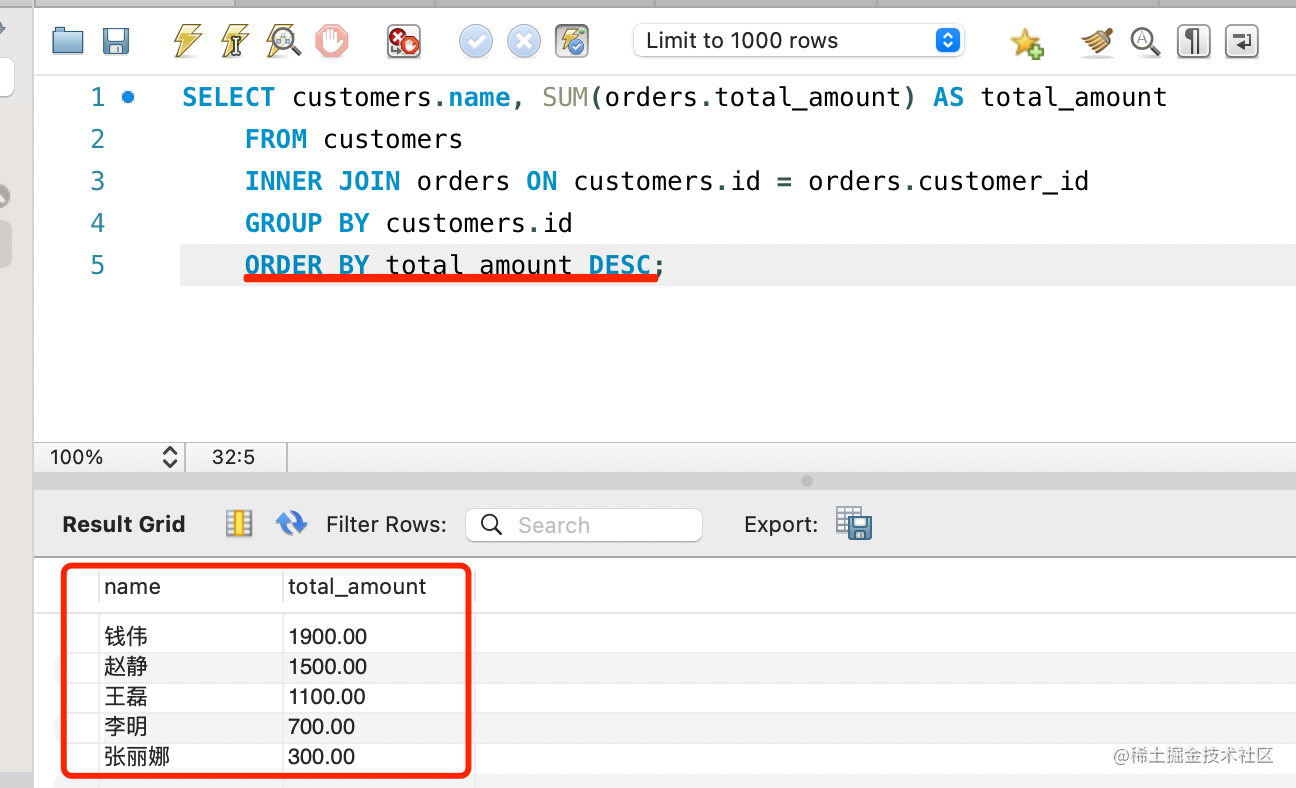 Limit to 1000 rows
1 SELECT customers.name, SUM(orders.total_amount) AS total_amount
2 FROM customers
3 INNER JOIN orders ON customers.id = orders.customer_id
4 GROUP BY customers.id
5 ORDER BY total_amount DESC;
100% 32:5
Result Grid Filter Rows: Search Export:
name total_amount
钱伟 1900.00
赵静 1500.00
王磊 1100.00
李明 700.00
张丽娜 300.00
@稀土掘金技术社区